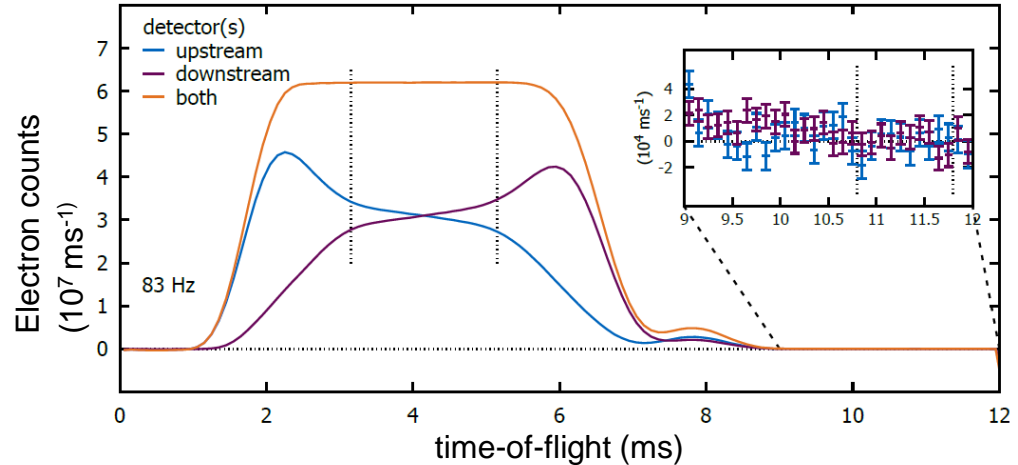 detector(s)
upstream
downstream
both
7
6
5
4
3
2
1
0
Electron counts
(10⁷ ms⁻¹)
83 Hz
0 2 4 6 8 10 12
time-of-flight (ms)
4
2
0
-2
(10⁴ ms⁻¹)
9 9.5 10 10.5 11 11.5 12